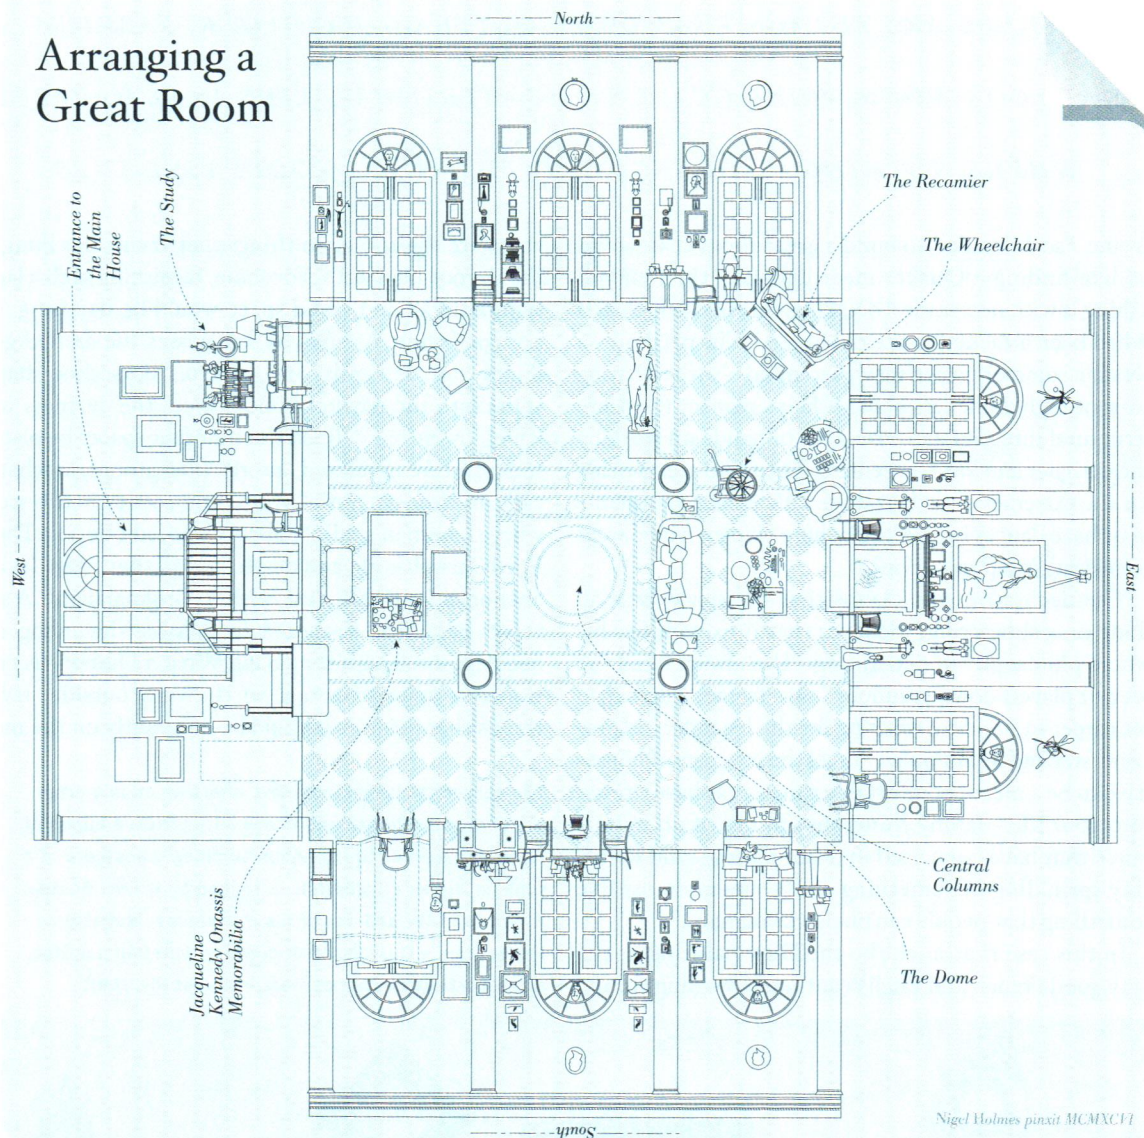 North
Arranging a
Great Room
Entrance to
the Main
House
The Study
The Recamier
The Wheelchair
West
East
Jacqueline
Kennedy Onassis
Memorabilia
Central
Columns
The Dome
Nigel Holmes pinxit MCMXCVI
South